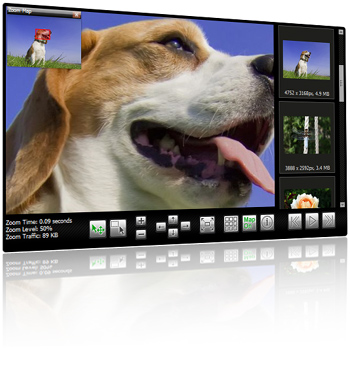 Zoom Map
4752 x 3168px, 4.9 MB
3888 x 2592px, 3.4 MB
Zoom Time: 0.09 seconds
Zoom Level: 50%
Zoom Traffic: 89 KB
Map